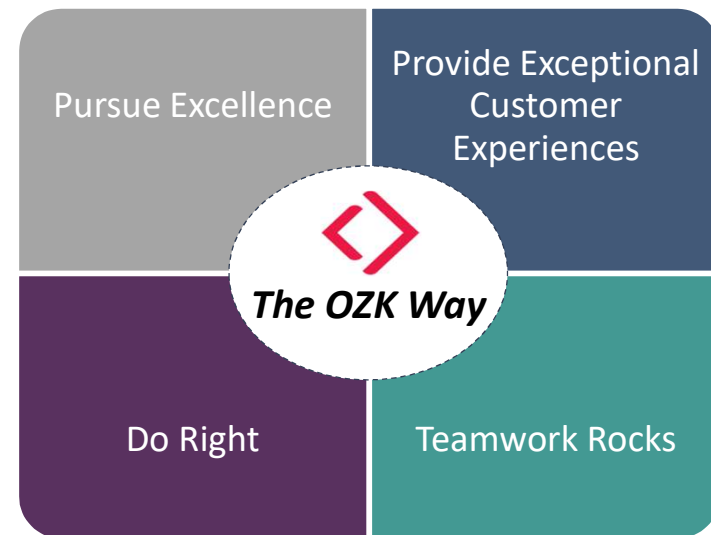 Pursue Excellence
Provide Exceptional
Customer
Experiences
The OZK Way
Do Right
Teamwork Rocks